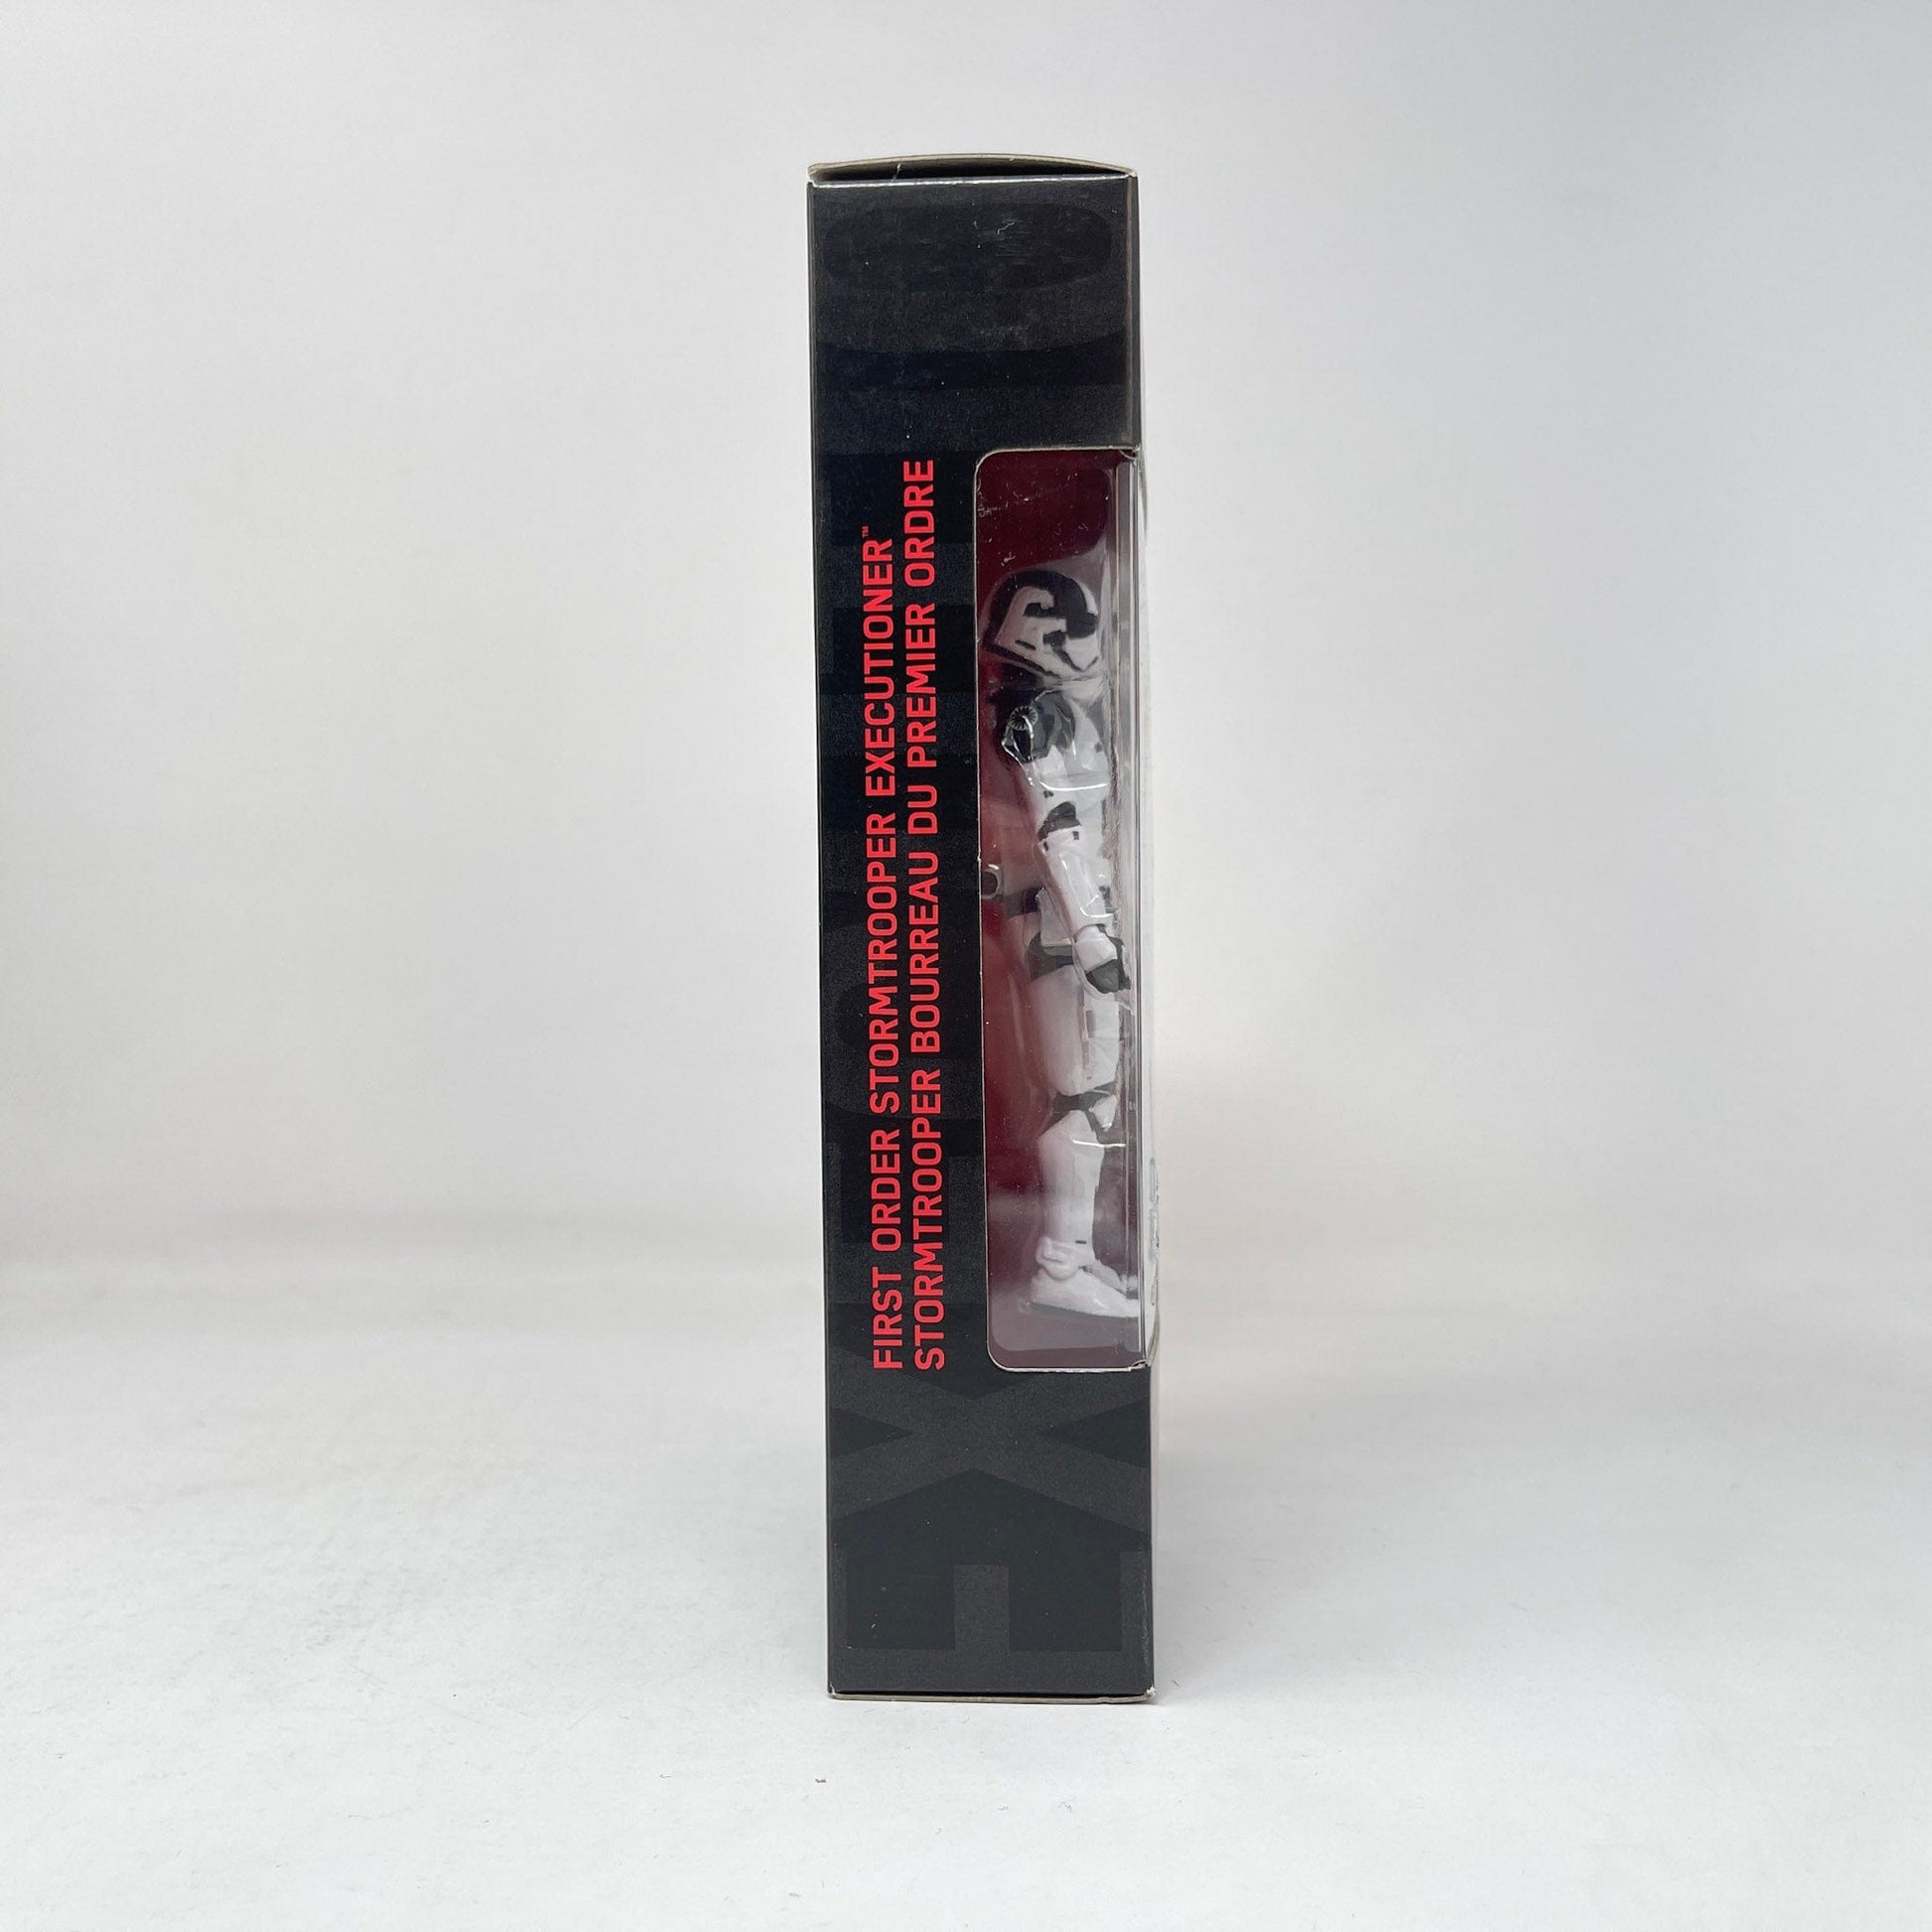 FIRST ORDER STORMTROOPER EXECUTIONER™
STORMTROOPER BOURREAU DU PREMIER ORDRE